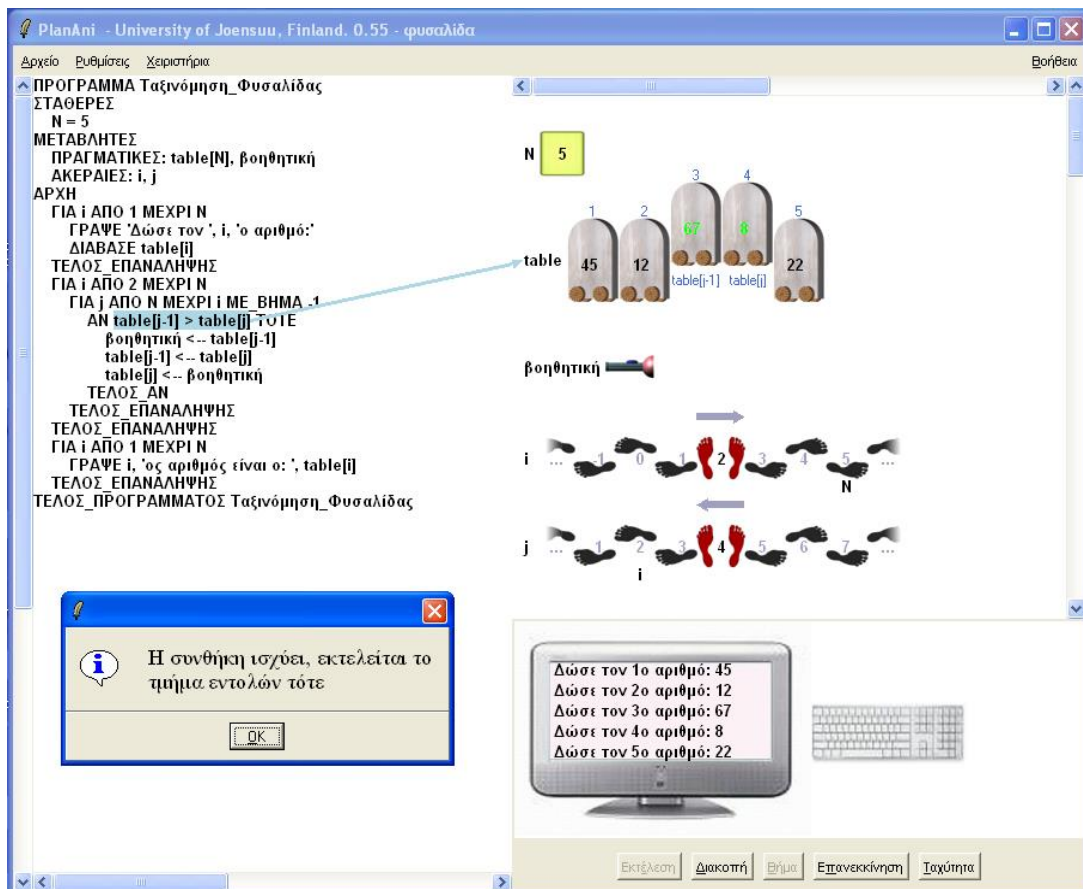 PlanAni - University of Joensuu, Finland. 0.55 - φυσαλίδα
Αρχείο Ρυθμίσεις Χειριστήρια Βοήθεια
ΠΡΟΓΡΑΜΜΑ Ταξινόμηση_Φυσαλίδας
ΣΤΑΘΕΡΕΣ
N = 5
ΜΕΤΑΒΛΗΤΕΣ
ΠΡΑΓΜΑΤΙΚΕΣ: table[N], βοηθητική
ΑΚΕΡΑΙΕΣ: i, j
ΑΡΧΗ
ΓΙΑ i ΑΠΟ 1 ΜΕΧΡΙ N
ΓΡΑΨΕ 'Δώσε τον ', i, 'ο αριθμό:'
ΔΙΑΒΑΣΕ table[i]
ΤΕΛΟΣ_ΕΠΑΝΑΛΗΨΗΣ
ΓΙΑ i ΑΠΟ 2 ΜΕΧΡΙ N
ΓΙΑ j ΑΠΟ N ΜΕΧΡΙ i ΜΕ_ΒΗΜΑ -1
ΑΝ table[j-1] > table[j] ΤΟΤΕ
βοηθητική <-- table[j-1]
table[j-1] <-- table[j]
table[j] <-- βοηθητική
ΤΕΛΟΣ_ΑΝ
ΤΕΛΟΣ_ΕΠΑΝΑΛΗΨΗΣ
ΤΕΛΟΣ_ΕΠΑΝΑΛΗΨΗΣ
ΓΙΑ i ΑΠΟ 1 ΜΕΧΡΙ N
ΓΡΑΨΕ i, 'ος αριθμός είναι ο: ', table[i]
ΤΕΛΟΣ_ΕΠΑΝΑΛΗΨΗΣ
ΤΕΛΟΣ_ΠΡΟΓΡΑΜΜΑΤΟΣ Ταξινόμηση_Φυσαλίδας
N 5
3 4
1 2 5
67 8
table 45 12 22
table[j-1] table[j]
βοηθητική
i ... -1 0 1 2 3 4 5 ...
N
j ... 1 2 3 4 5 6 7 ...
i
Η συνθήκη ισχύει, εκτελείται το
τμήμα εντολών τότε
OK
Δώσε τον 1ο αριθμό: 45
Δώσε τον 2ο αριθμό: 12
Δώσε τον 3ο αριθμό: 67
Δώσε τον 4ο αριθμό: 8
Δώσε τον 5ο αριθμό: 22
Εκτέλεση Διακοπή Βήμα Επανεκκίνηση Ταχύτητα